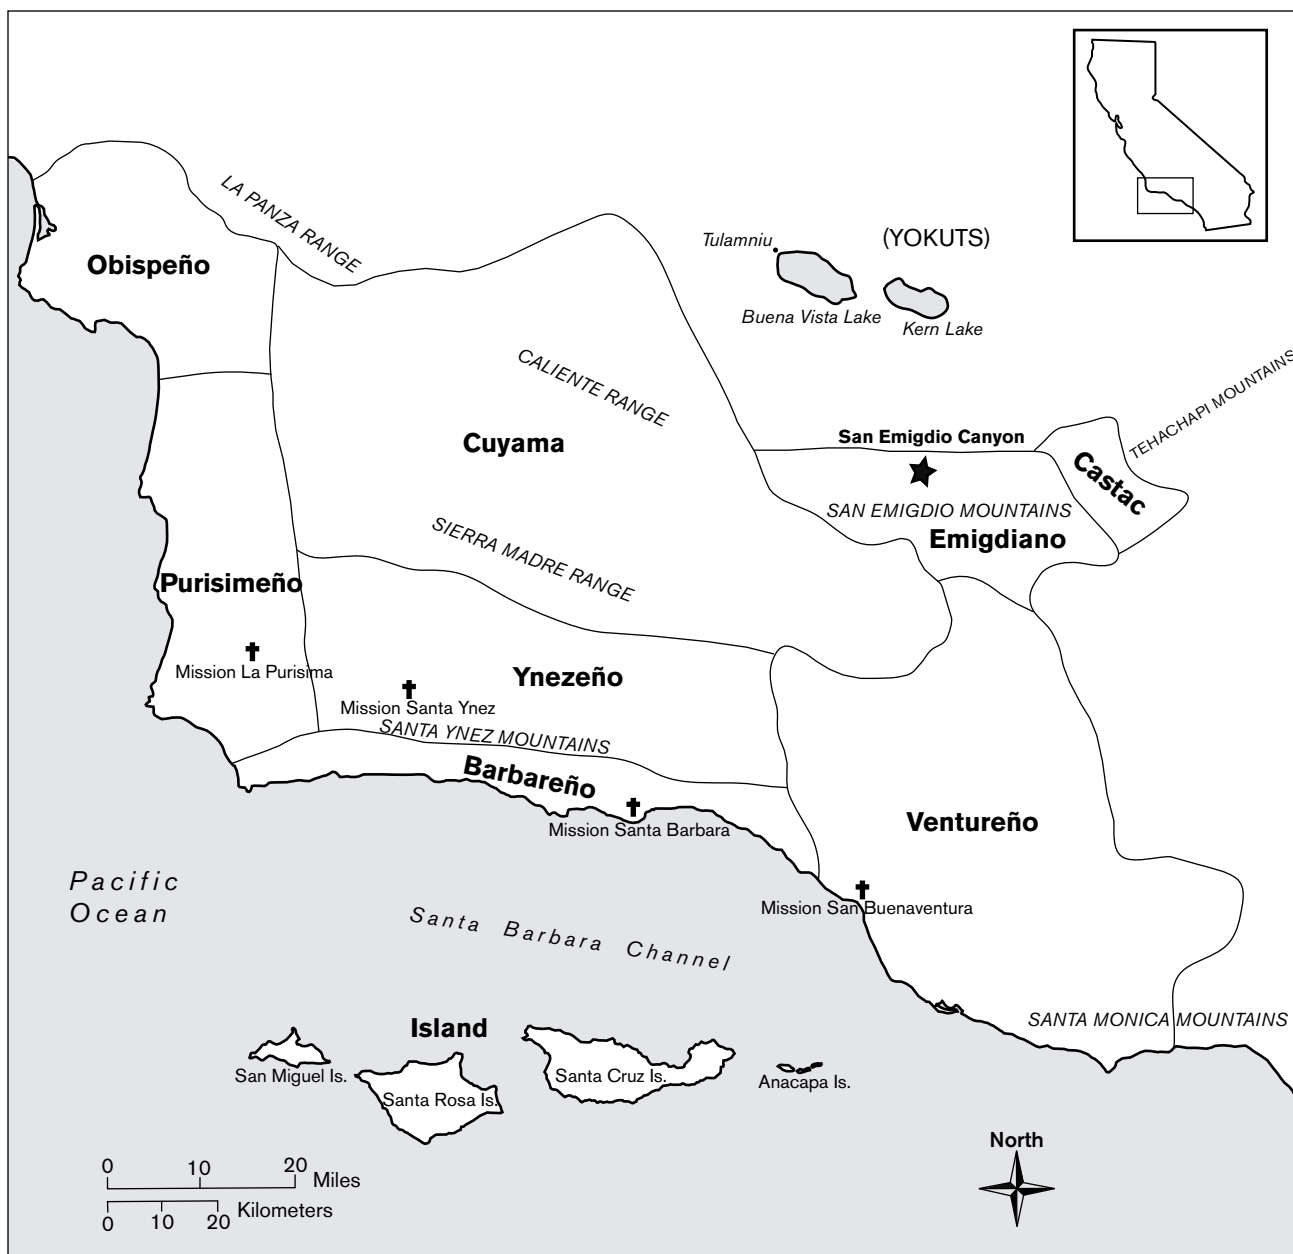 LA PANZA RANGE
Tulamniu
(YOKUTS)
Obispeño
Buena Vista Lake
Kern Lake
CALIENTE RANGE
TEHACHAPI MOUNTAINS
Cuyama
San Emigdio Canyon
Castac
SAN EMIGDIO MOUNTAINS
Emigdiano
SIERRA MADRE RANGE
Purisimeño
Mission La Purisima
Ynezeño
Mission Santa Ynez
SANTA YNEZ MOUNTAINS
Barbareño
Mission Santa Barbara
Ventureño
Pacific
Ocean
Mission San Buenaventura
Santa Barbara Channel
Island
SANTA MONICA MOUNTAINS
San Miguel Is.
Santa Rosa Is.
Santa Cruz Is.
Anacapa Is.
North
0 10 20 Miles
Kilometers
0 10 20